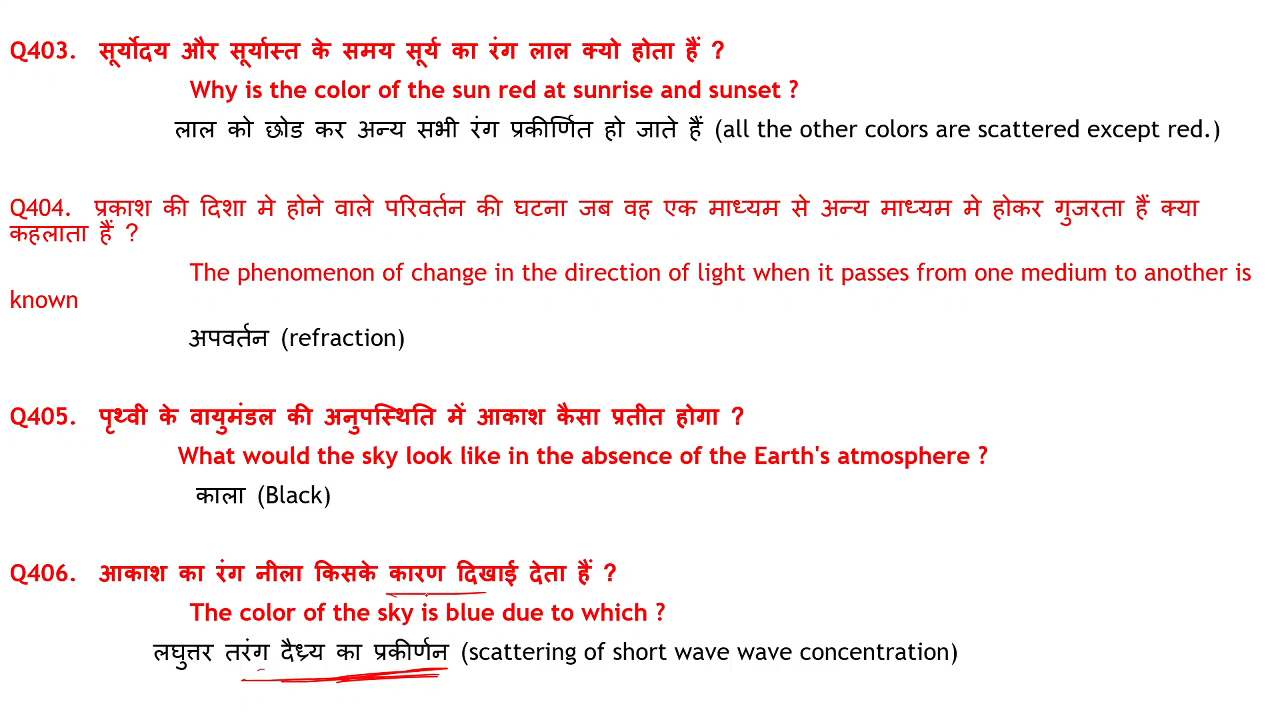 Q403. सूर्योदय और सूर्यास्त के समय सूर्य का रंग लाल क्यो होता हैं ?
Why is the color of the sun red at sunrise and sunset ?
लाल को छोड कर अन्य सभी रंग प्रकीर्णित हो जाते हैं (all the other colors are scattered except red.)
Q404. प्रकाश की दिशा मे होने वाले परिवर्तन की घटना जब वह एक माध्यम से अन्य माध्यम मे होकर गुजरता हैं क्या
कहलाता हैं ?
The phenomenon of change in the direction of light when it passes from one medium to another is
known
अपवर्तन (refraction)
Q405. पृथ्वी के वायुमंडल की अनुपस्थिति में आकाश कैसा प्रतीत होगा ?
What would the sky look like in the absence of the Earth's atmosphere ?
काला (Black)
Q406. आकाश का रंग नीला किसके कारण दिखाई देता हैं ?
The color of the sky is blue due to which ?
लघुत्तर तरंग दैध्र्य का प्रकीर्णन (scattering of short wave wave concentration)